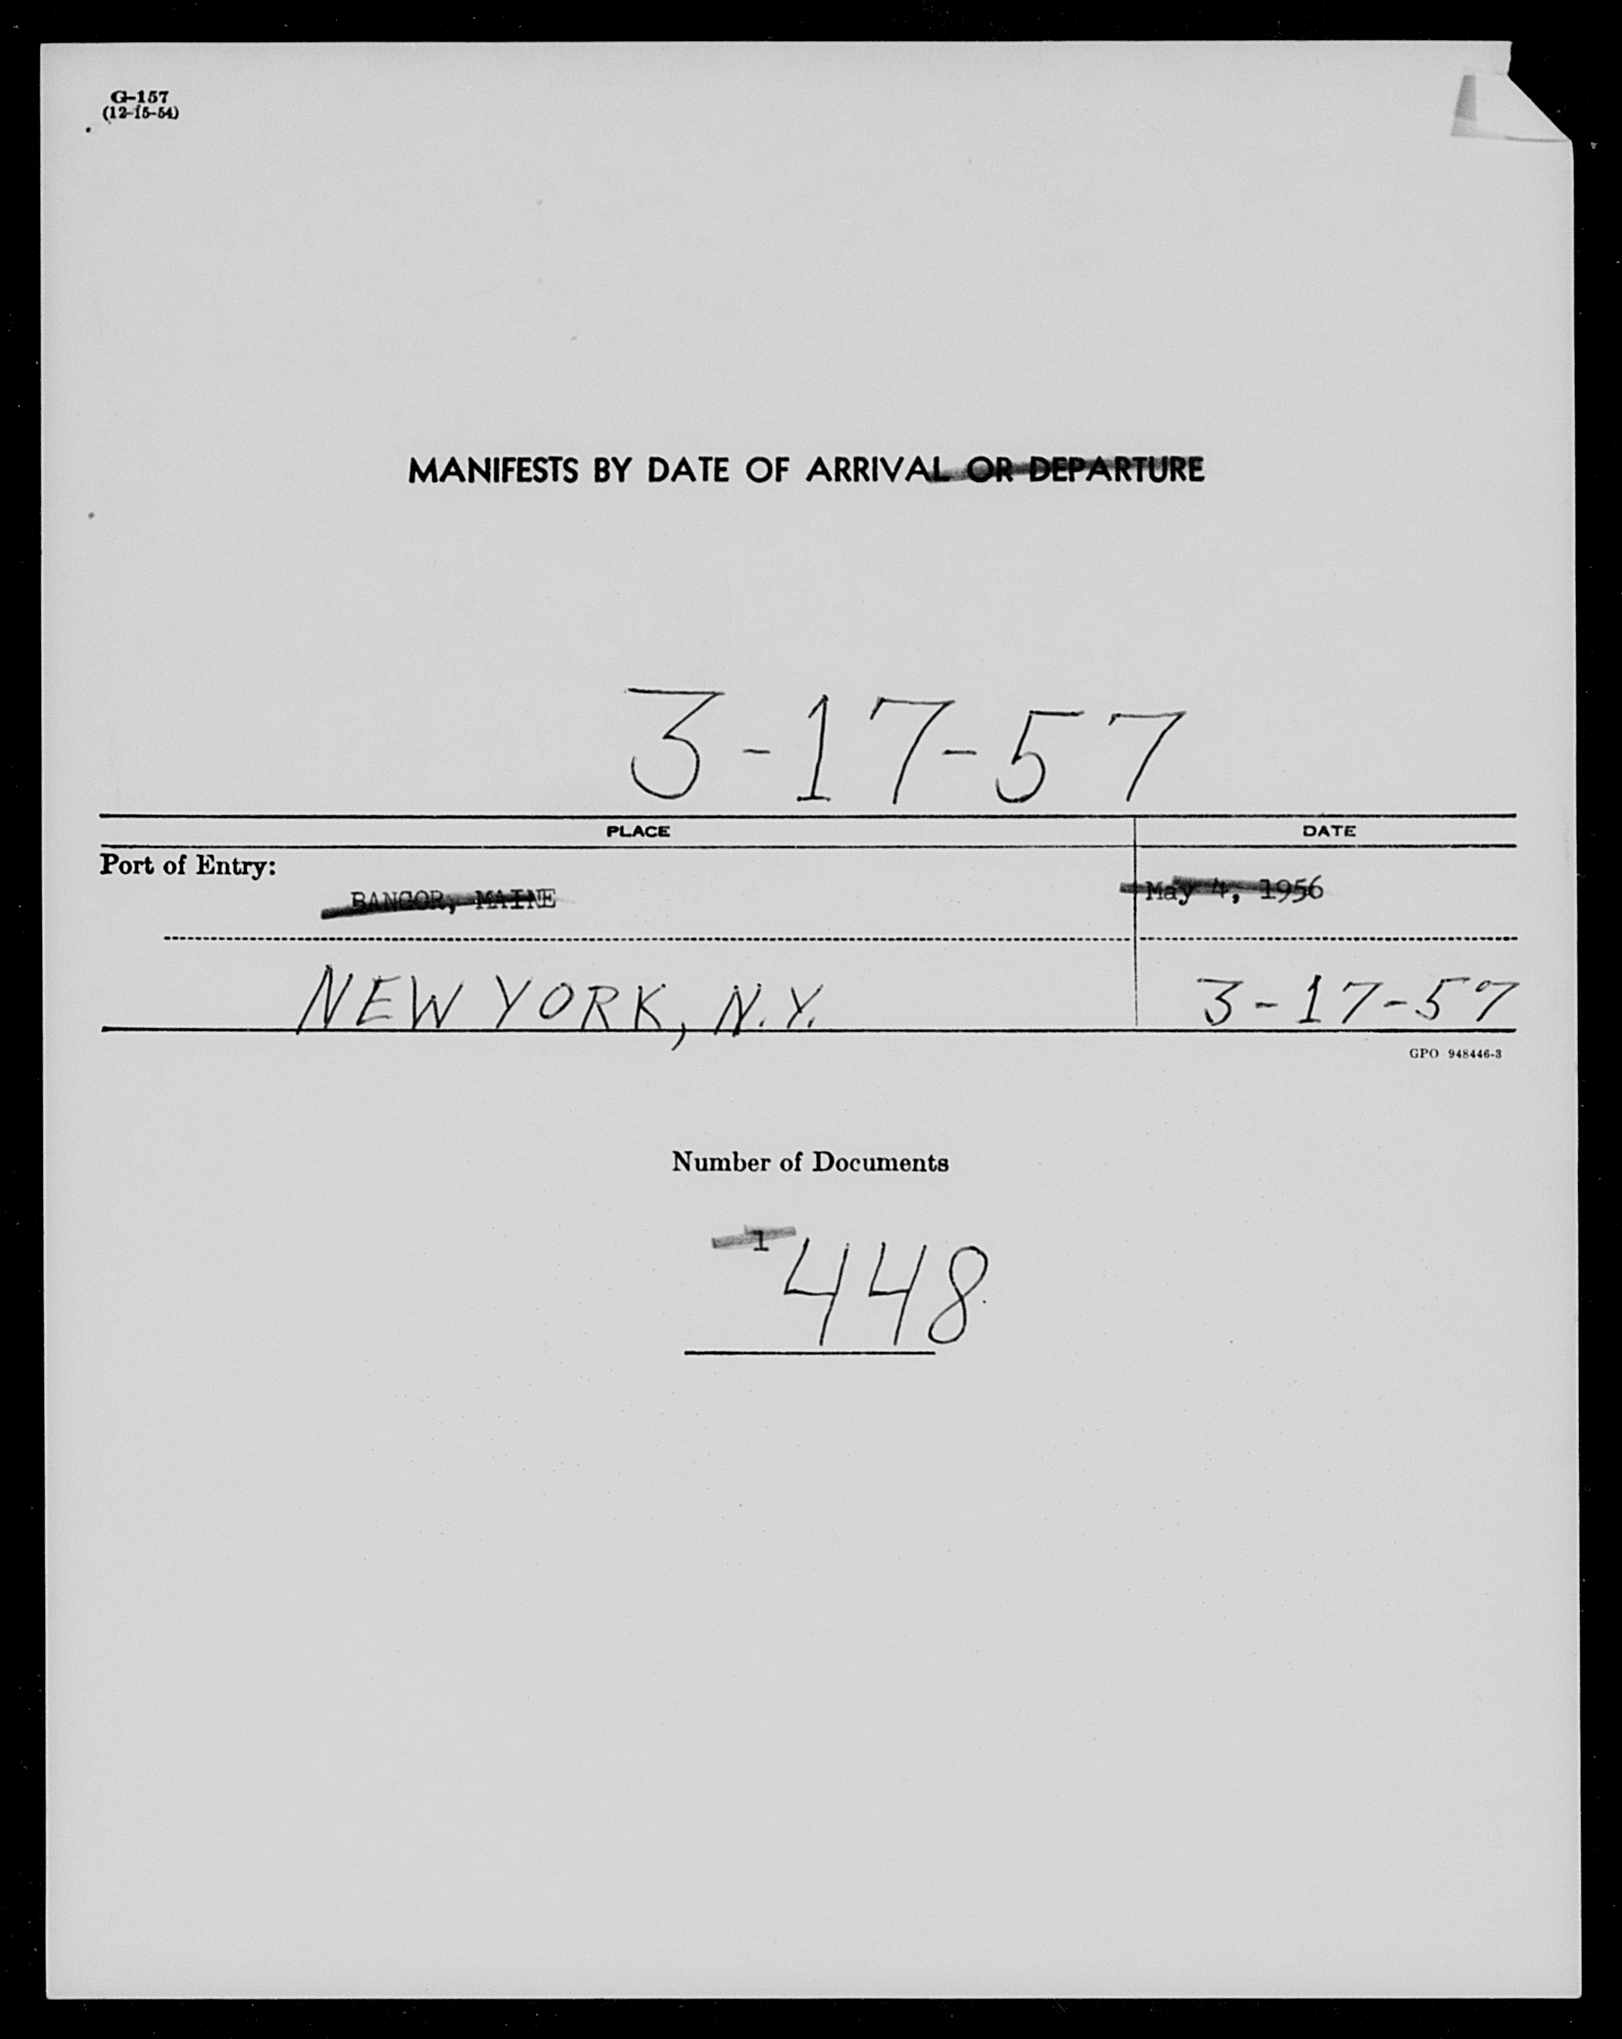 G-157
(12-15-54)
MANIFESTS BY DATE OF ARRIVAL OR DEPARTURE
3-17-57
PLACE DATE
Port of Entry:
BANGOR, MAINE May 4, 1956
NEW YORK, N.Y. 3-17-57
GPO 948446-3
Number of Documents
1
448